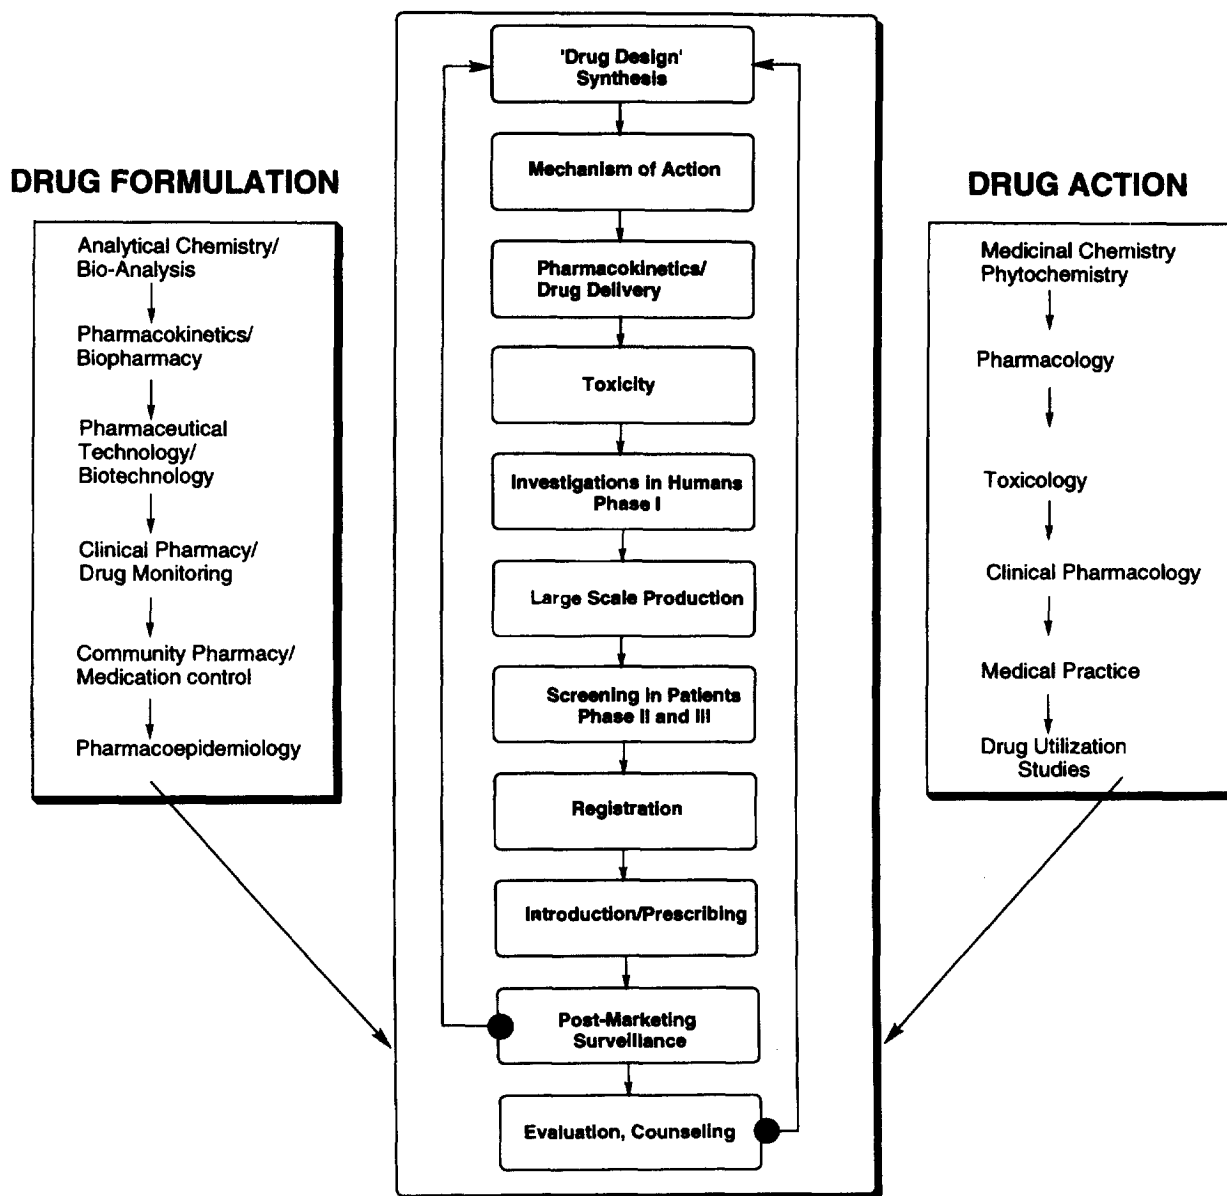 DRUG FORMULATION
Analytical Chemistry/
Bio-Analysis
Pharmacokinetics/
Biopharmacy
Pharmaceutical
Technology/
Biotechnology
Clinical Pharmacy/
Drug Monitoring
Community Pharmacy/
Medication control
Pharmacoepidemiology
'Drug Design'
Synthesis
Mechanism of Action
Pharmacokinetics/
Drug Delivery
Toxicity
Investigations in Humans
Phase I
Large Scale Production
Screening in Patients
Phase II and III
Registration
Introduction/Prescribing
Post-Marketing
Surveillance
Evaluation, Counseling
DRUG ACTION
Medicinal Chemistry
Phytochemistry
Pharmacology
Toxicology
Clinical Pharmacology
Medical Practice
Drug Utilization
Studies